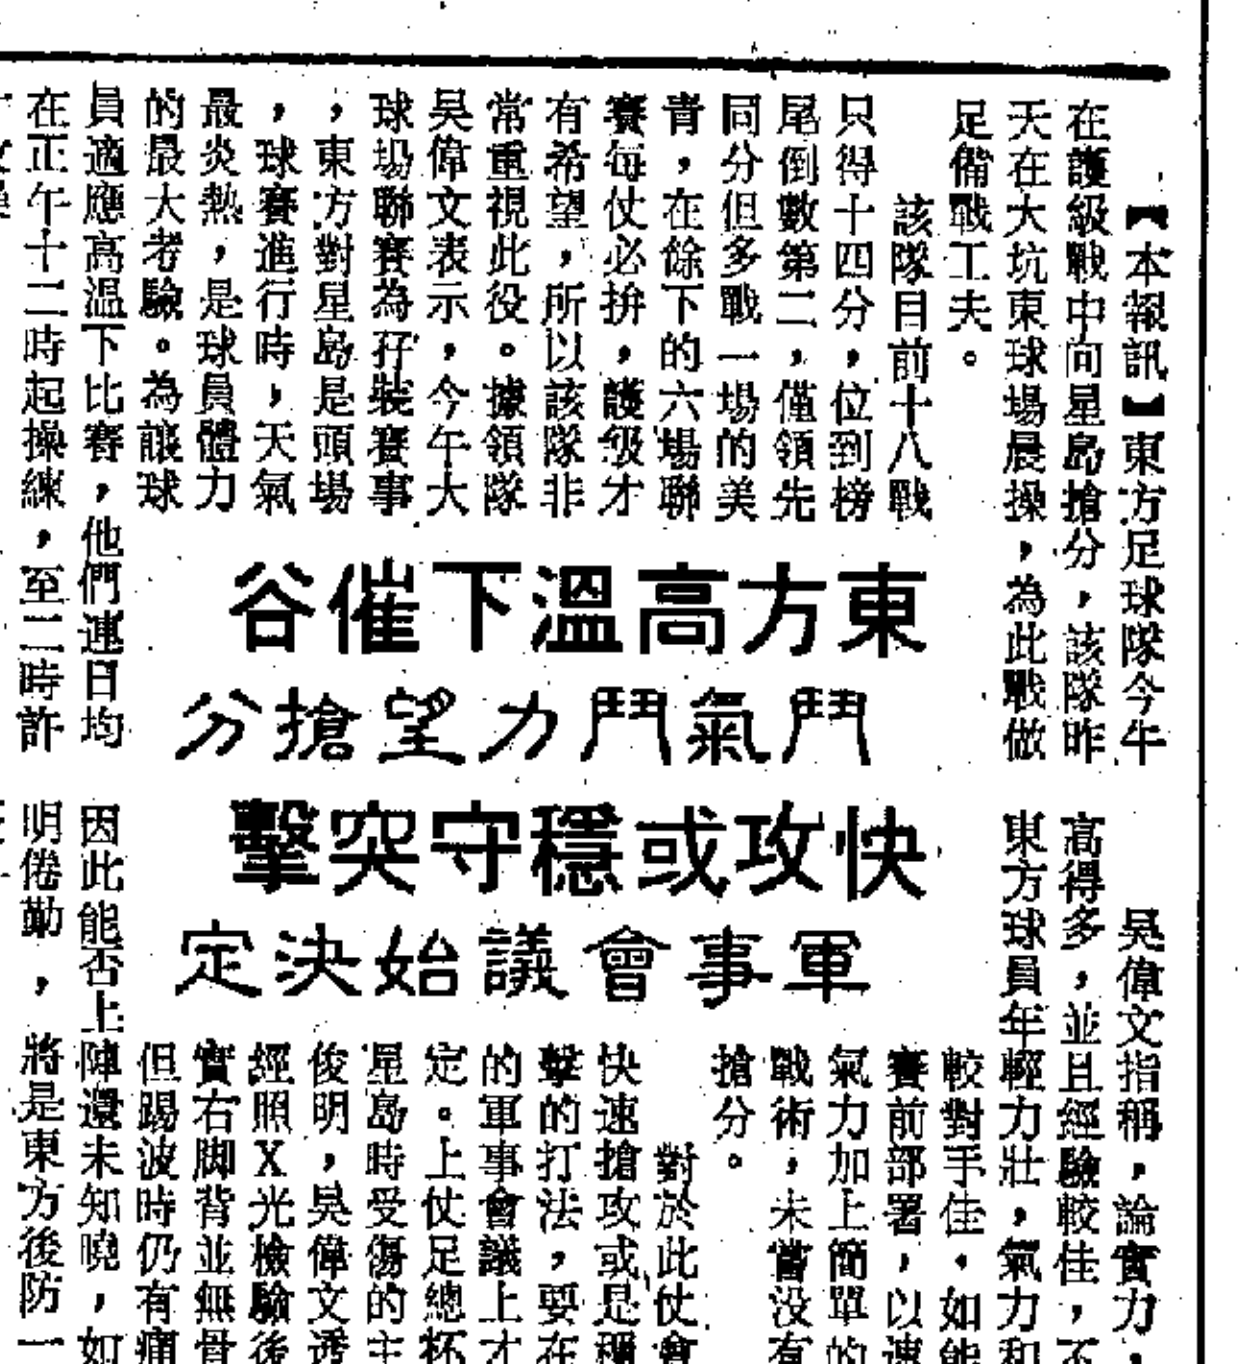 東方高溫下催谷
鬥氣鬥力望搶分
快攻或穩守突擊
軍事會議始決定
【本報訊】東方足球隊今午
在護級戰中向星島搶分,該隊昨
天在大坑東球場晨操,為此戰做
足備戰工夫。
該隊目前十八戰
只得十四分,位到榜
尾倒數第二,僅領先
同分但多戰一場的美
青,在餘下的六場聯
賽每仗必拚,護級才
有希望,所以該隊非
常重視此役。據領隊
吳偉文表示,今午大
球場聯賽為孖裝賽事
,東方對星島是頭場
,球賽進行時,天氣
最炎熱,是球員體力
的最大考驗。為讓球
員適應高溫下比賽,他們連日均
在正午十二時起操練,至二時許
吳偉文指稱,論實力,
高得多,並且經驗較佳,不
東方球員年輕力壯,氣力和
較對手佳。如能
賽前部署,以速
氣力加上簡單的
戰術,未嘗没有
搶分。
對於此仗會
快速搶攻或是穩
擊的打法,要在
的軍事會議上才
定。上仗足總杯
星島時受傷的主
俊明,吳偉文透
經照X光檢驗後
實右脚背並無骨
但踢波時仍有痛
因此能否上陣還未知曉,如
明倦勤,將是東方後防一